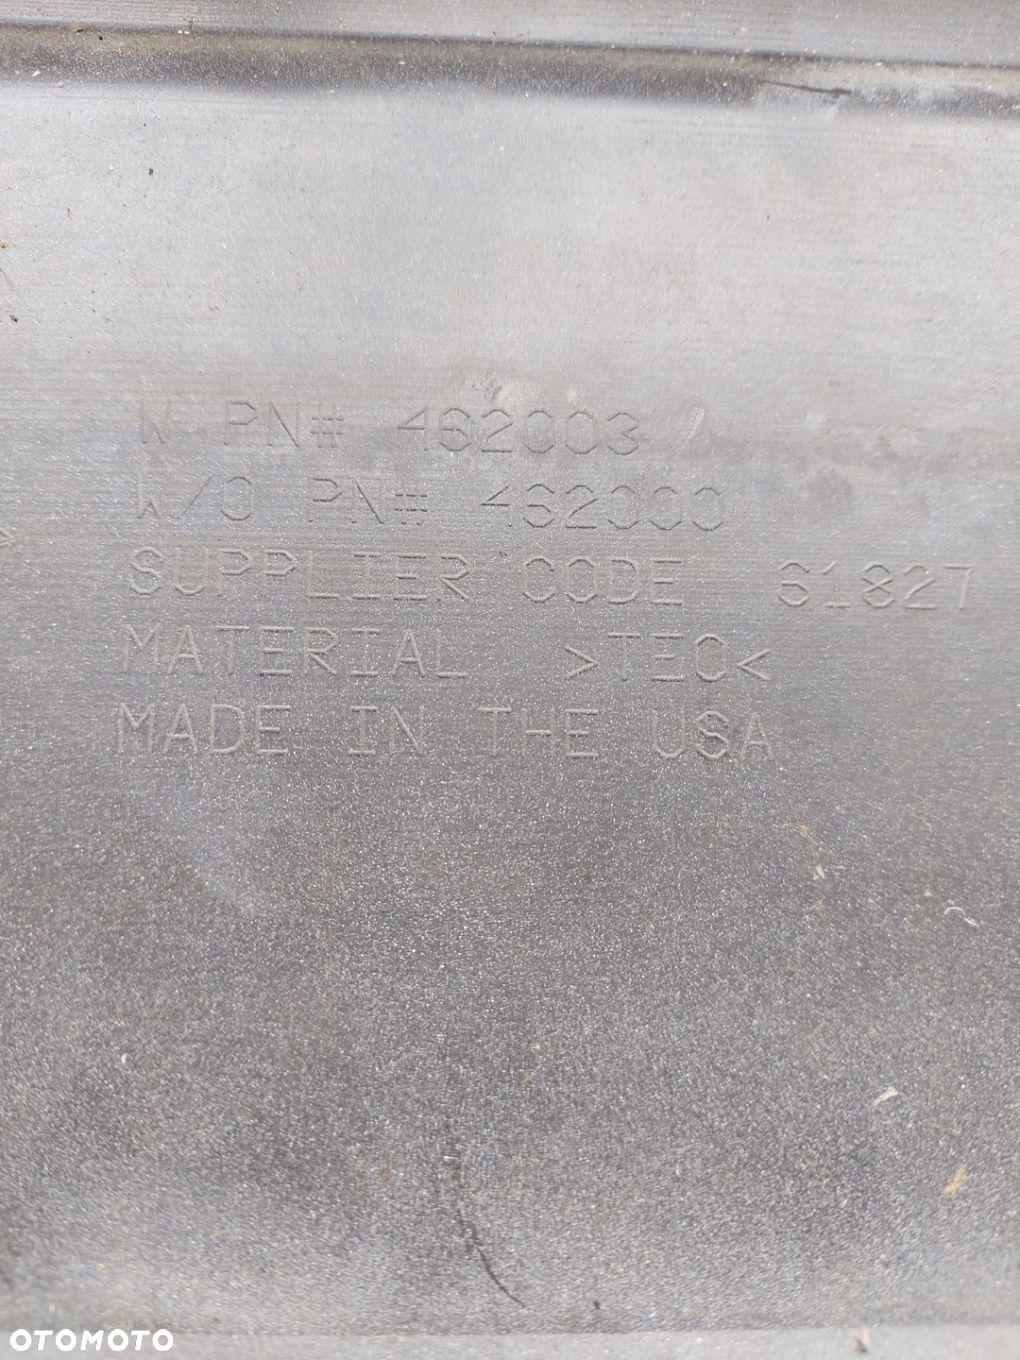 W PN# 462003
W/O PN# 462000
SUPPLIER CODE 61827
MATERIAL >TEO<
MADE IN THE USA
OTOMOTO